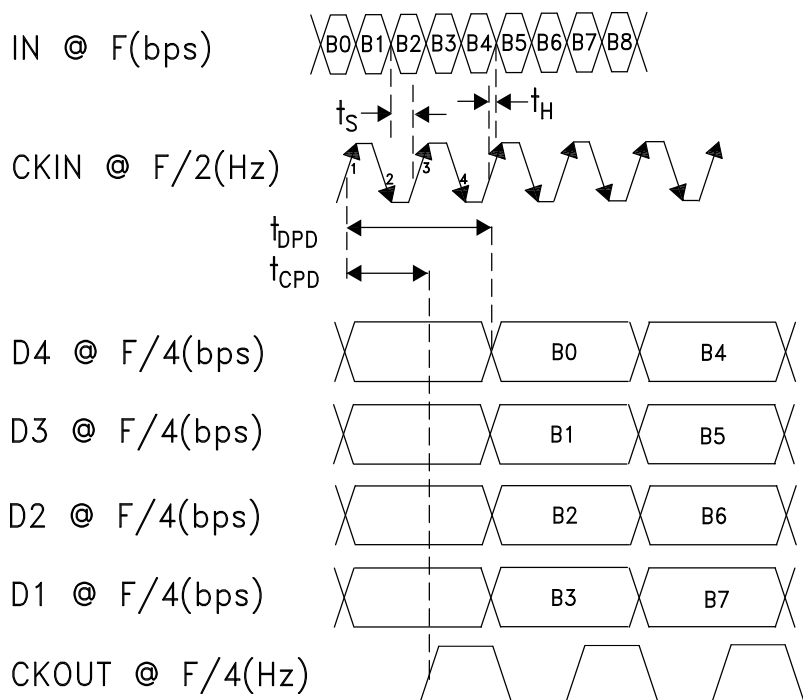 IN @ F(bps) B0 B1 B2 B3 B4 B5 B6 B7 B8
tS tH
CKIN @ F/2(Hz) 1 2 3 4
tDPD
tCPD
D4 @ F/4(bps) B0 B4
D3 @ F/4(bps) B1 B5
D2 @ F/4(bps) B2 B6
D1 @ F/4(bps) B3 B7
CKOUT @ F/4(Hz)